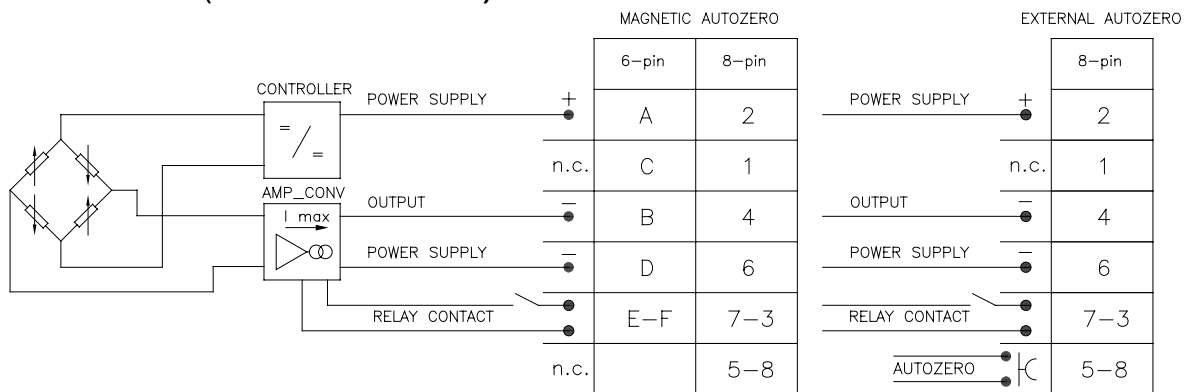 MAGNETIC AUTOZERO
EXTERNAL AUTOZERO
6-pin 8-pin
8-pin
CONTROLLER
POWER SUPPLY + A 2
POWER SUPPLY + 2
= / =
n.c. C 1
n.c. 1
AMP_CONV
I max
OUTPUT - B 4
OUTPUT - 4
POWER SUPPLY - D 6
POWER SUPPLY - 6
RELAY CONTACT E-F 7-3
RELAY CONTACT 7-3
n.c. 5-8
AUTOZERO 5-8